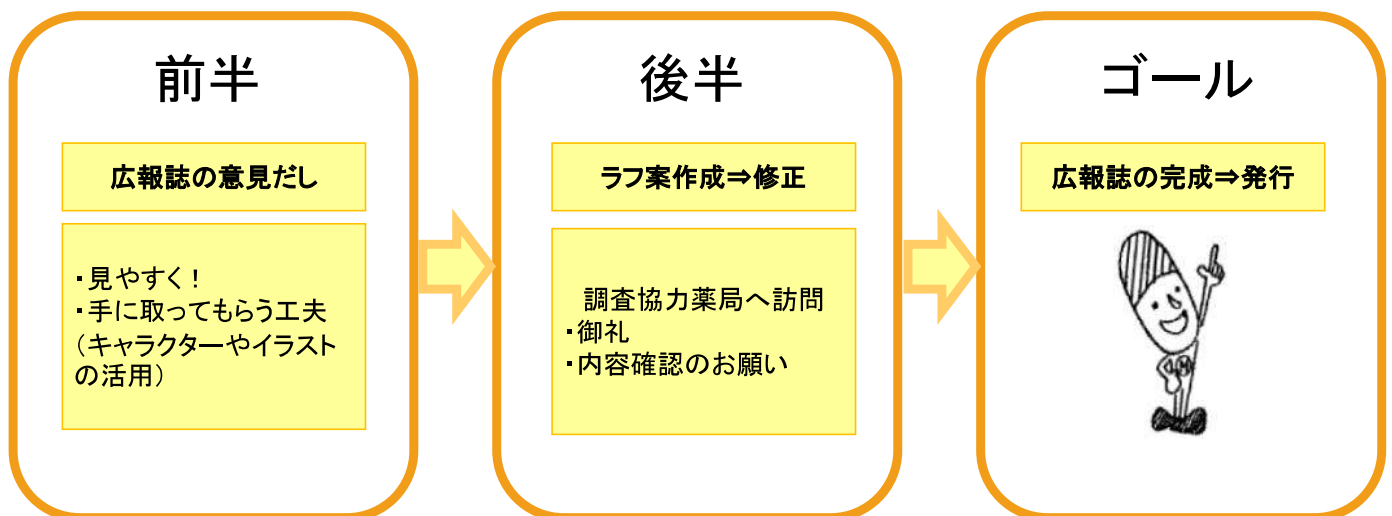 前半
広報誌の意見だし
・見やすく！
・手に取ってもらう工夫
（キャラクターやイラスト
の活用）
後半
ラフ案作成⇒修正
調査協力薬局へ訪問
・御礼
・内容確認のお願い
ゴール
広報誌の完成⇒発行